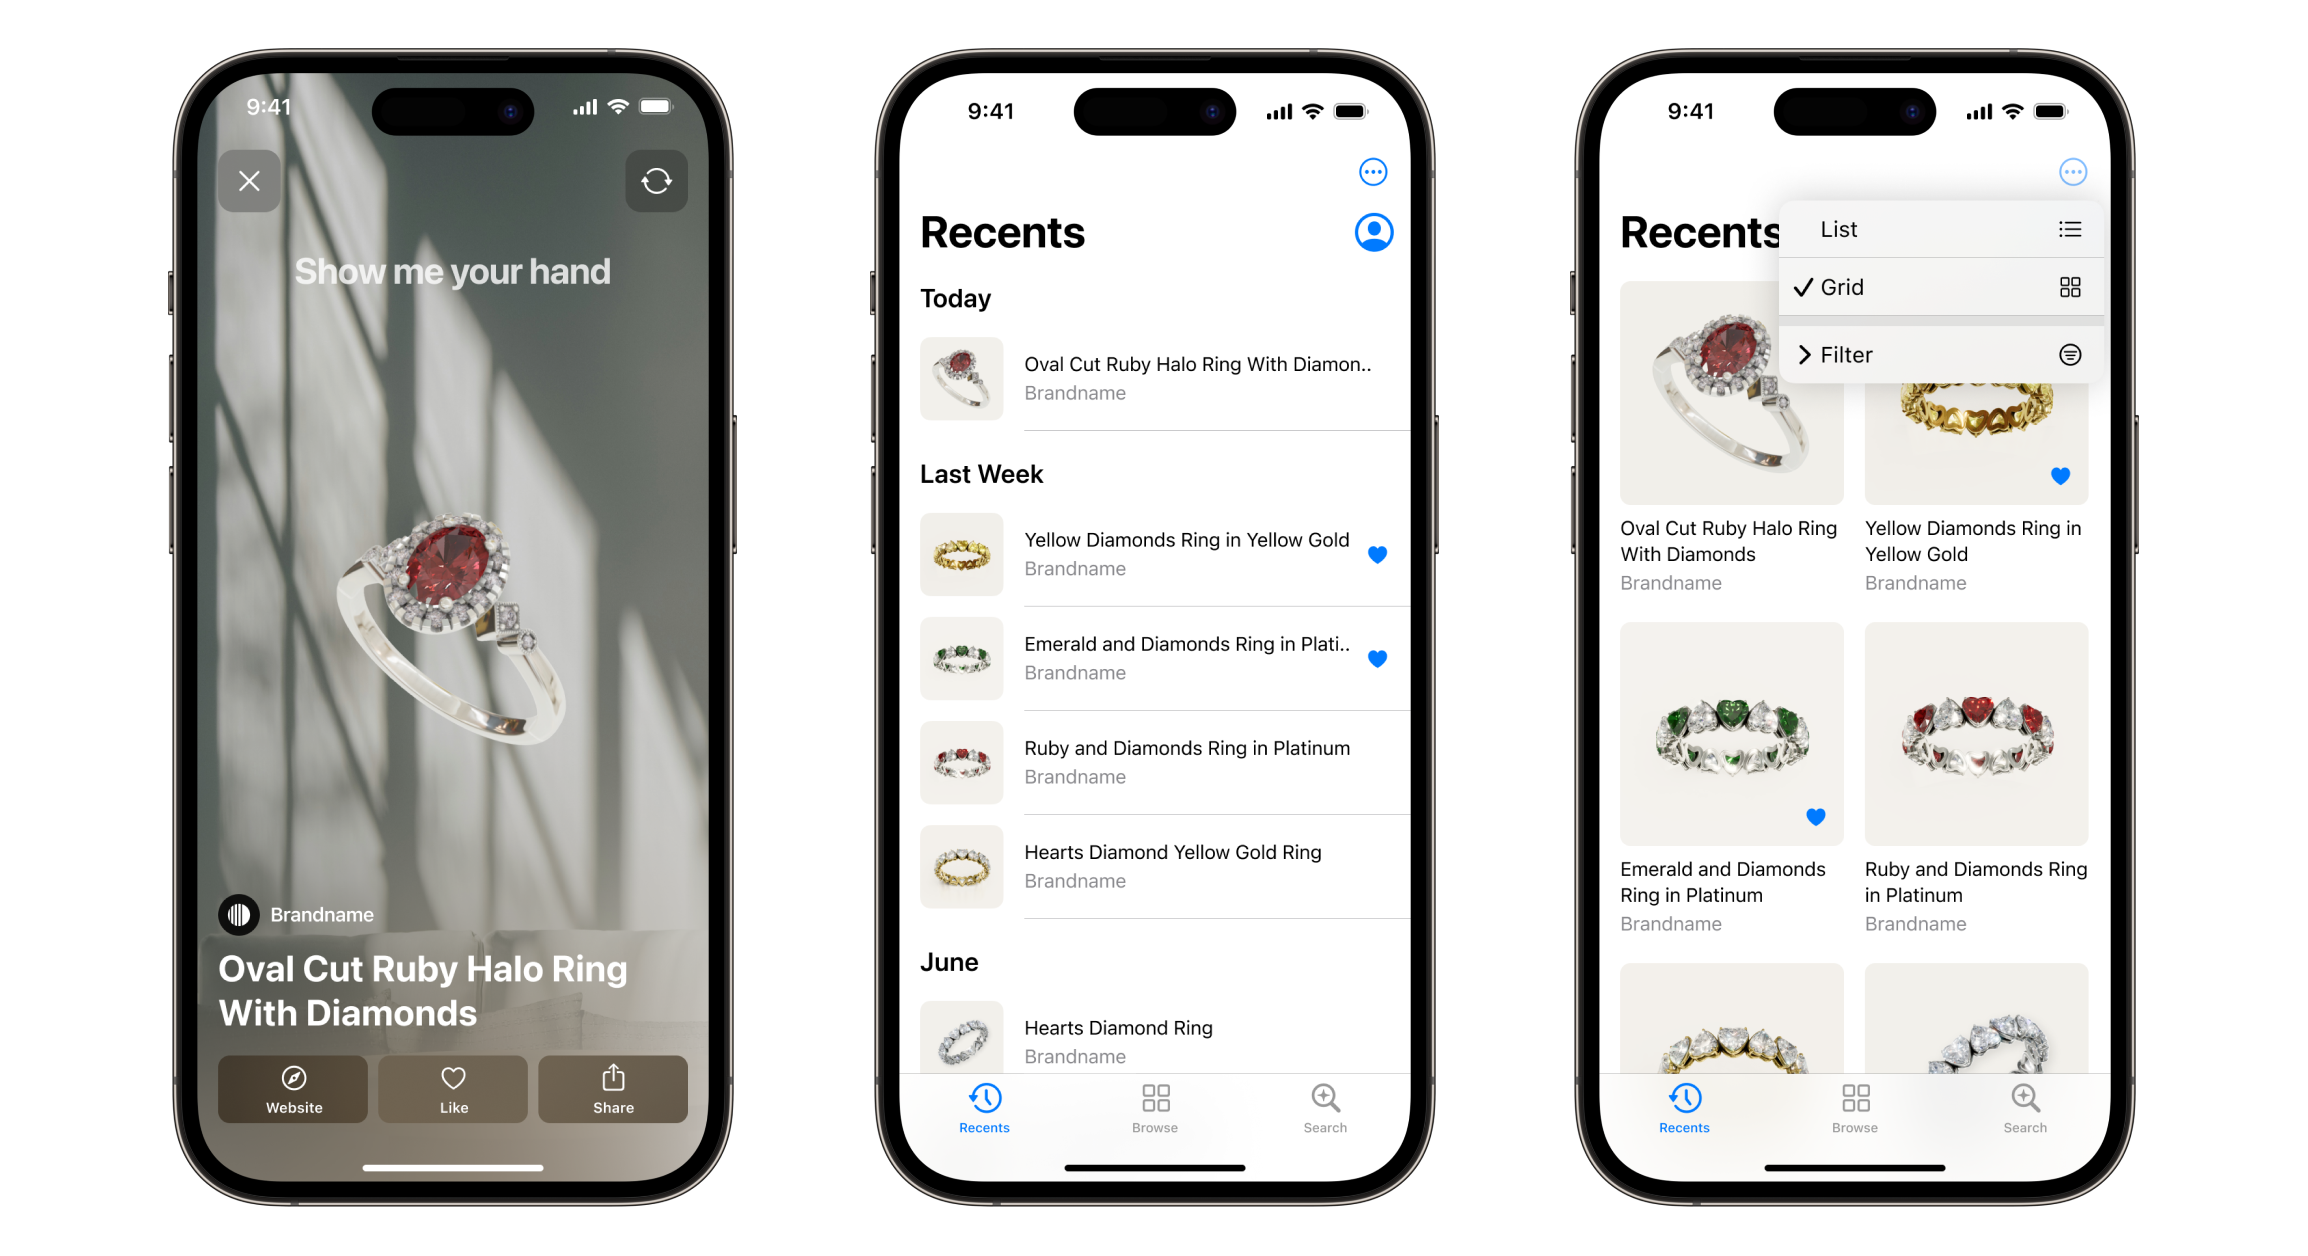 9:41
Show me your hand
Brandname
Oval Cut Ruby Halo Ring
With Diamonds
Website
Like
Share
9:41
Recents
Today
Oval Cut Ruby Halo Ring With Diamon..
Brandname
Last Week
Yellow Diamonds Ring in Yellow Gold
Brandname
Emerald and Diamonds Ring in Plati..
Brandname
Ruby and Diamonds Ring in Platinum
Brandname
Hearts Diamond Yellow Gold Ring
Brandname
June
Hearts Diamond Ring
Brandname
Recents
Browse
Search
9:41
Recents
List
Grid
Filter
Oval Cut Ruby Halo Ring
With Diamonds
Brandname
Yellow Diamonds Ring in
Yellow Gold
Brandname
Emerald and Diamonds
Ring in Platinum
Brandname
Ruby and Diamonds Ring
in Platinum
Brandname
Recents
Browse
Search